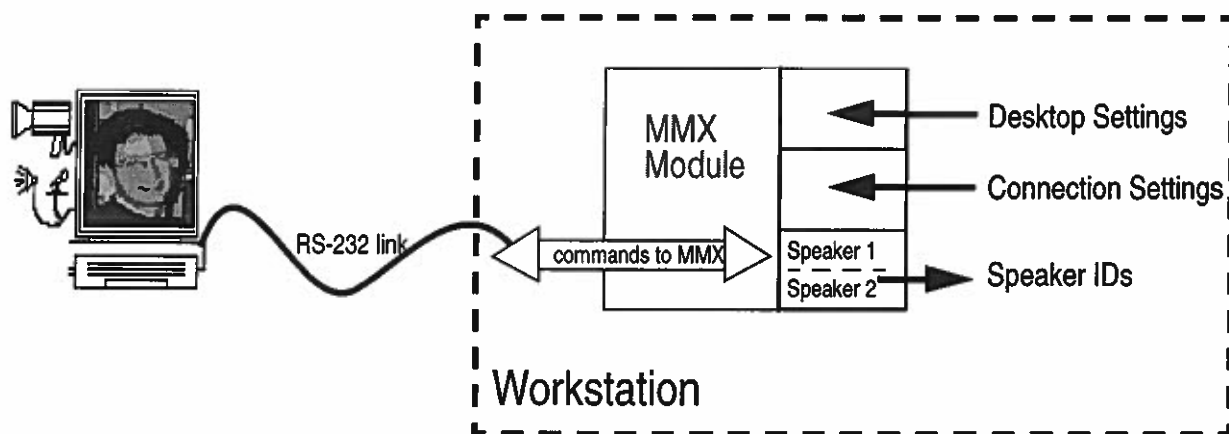 MMX
Module
Desktop Settings
Connection Settings
RS-232 link
commands to MMX
Speaker 1
Speaker 2
Speaker IDs
Workstation